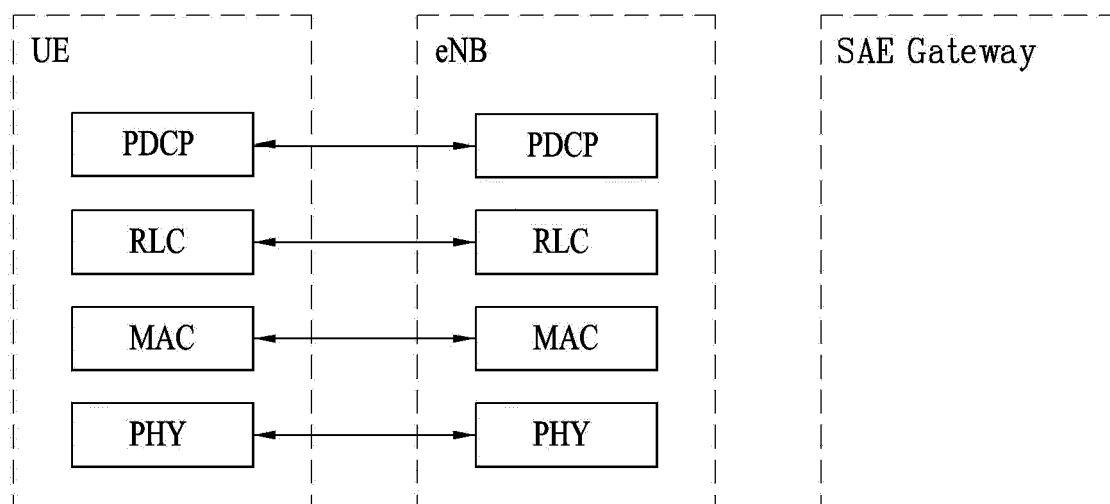 UE
eNB
SAE Gateway
PDCP
PDCP
RLC
RLC
MAC
MAC
PHY
PHY